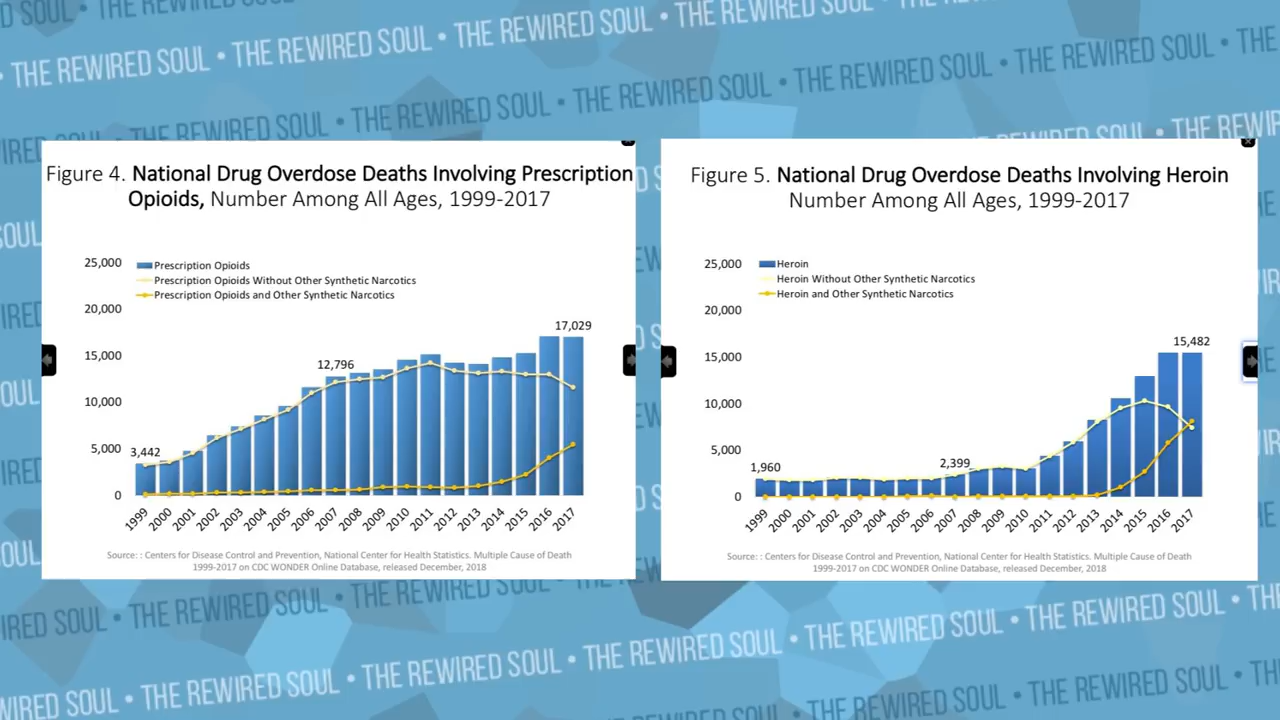 THE REWIRED SOUL • THE REWIRED SOUL • THE REWIRED SOUL • THE REWIRED SOUL
Figure 4. National Drug Overdose Deaths Involving Prescription
Opioids, Number Among All Ages, 1999-2017
25,000
20,000
15,000
10,000
5,000
0
Prescription Opioids
Prescription Opioids Without Other Synthetic Narcotics
Prescription Opioids and Other Synthetic Narcotics
3,442
12,796
17,029
1999 2000 2001 2002 2003 2004 2005 2006 2007 2008 2009 2010 2011 2012 2013 2014 2015 2016 2017
Source: : Centers for Disease Control and Prevention, National Center for Health Statistics. Multiple Cause of Death
1999-2017 on CDC WONDER Online Database, released December, 2018
Figure 5. National Drug Overdose Deaths Involving Heroin
Number Among All Ages, 1999-2017
25,000
20,000
15,000
10,000
5,000
0
Heroin
Heroin Without Other Synthetic Narcotics
Heroin and Other Synthetic Narcotics
1,960
2,399
15,482
1999 2000 2001 2002 2003 2004 2005 2006 2007 2008 2009 2010 2011 2012 2013 2014 2015 2016 2017
Source: : Centers for Disease Control and Prevention, National Center for Health Statistics. Multiple Cause of Death
1999-2017 on CDC WONDER Online Database, released December, 2018
THE REWIRED SOUL • THE REWIRED SOUL • THE REWIRED SOUL • THE REWIRED SOUL • THE REWIRED SOUL